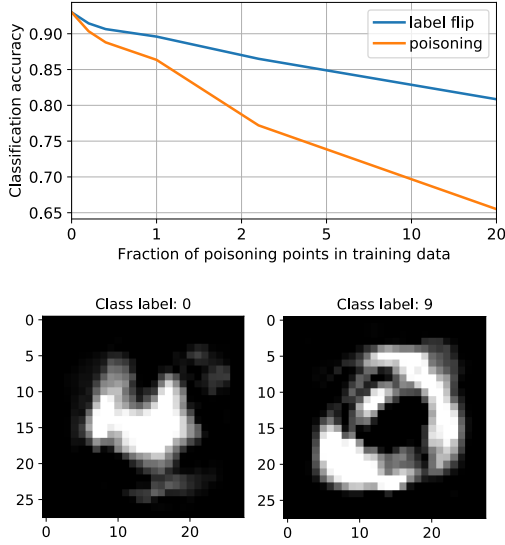 Classification accuracy
0.90
0.85
0.80
0.75
0.70
0.65
label flip
poisoning
0 1 2 5 10 20
Fraction of poisoning points in training data
Class label: 0
0
5
10
15
20
25
0 10 20
Class label: 9
0
5
10
15
20
25
0 10 20